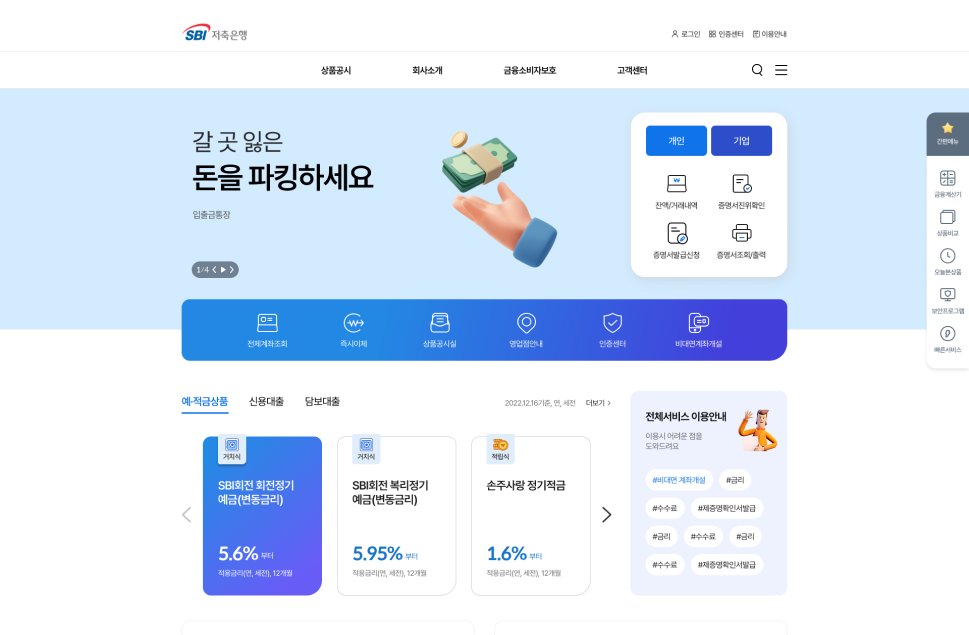 SBI 저축은행
로그인 인증센터 이용안내
상품공시 회사소개 금융소비자보호 고객센터
갈 곳 잃은
돈을 파킹하세요
입출금통장
1/4
개인 기업
잔액/거래내역 증명서진위확인
증명서발급신청 증명서조회/출력
간편메뉴
금융계산기
상품비교
오늘본상품
보안프로그램
빠른서비스
전체계좌조회 즉시이체 상품공시실 영업점안내 인증센터 비대면계좌개설
예·적금상품 신용대출 담보대출
2022.12.16기준, 연, 세전 더보기
거치식
SBI회전 회전정기
예금(변동금리)
5.6% 부터
적용금리(연, 세전), 12개월
거치식
SBI회전 복리정기
예금(변동금리)
5.95% 부터
적용금리(연, 세전), 12개월
적립식
손주사랑 정기적금
1.6% 부터
적용금리(연, 세전), 12개월
전체서비스 이용안내
이용시 어려운 점을
도와드려요
#비대면 계좌개설 #금리
#수수료 #제증명확인서발급
#금리 #수수료 #금리
#수수료 #제증명확인서발급